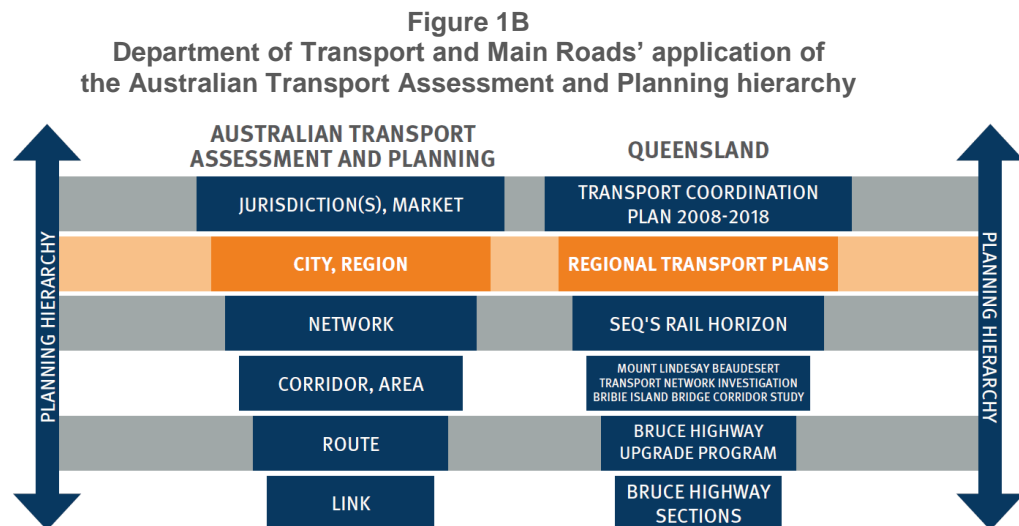 Figure 1B
Department of Transport and Main Roads’ application of
the Australian Transport Assessment and Planning hierarchy
AUSTRALIAN TRANSPORT
ASSESSMENT AND PLANNING
QUEENSLAND
PLANNING HIERARCHY
JURISDICTION(S), MARKET
TRANSPORT COORDINATION
PLAN 2008-2018
CITY, REGION
REGIONAL TRANSPORT PLANS
NETWORK
SEQ'S RAIL HORIZON
CORRIDOR, AREA
MOUNT LINDESAY BEAUDESERT
TRANSPORT NETWORK INVESTIGATION
BRIBIE ISLAND BRIDGE CORRIDOR STUDY
ROUTE
BRUCE HIGHWAY
UPGRADE PROGRAM
LINK
BRUCE HIGHWAY
SECTIONS
PLANNING HIERARCHY